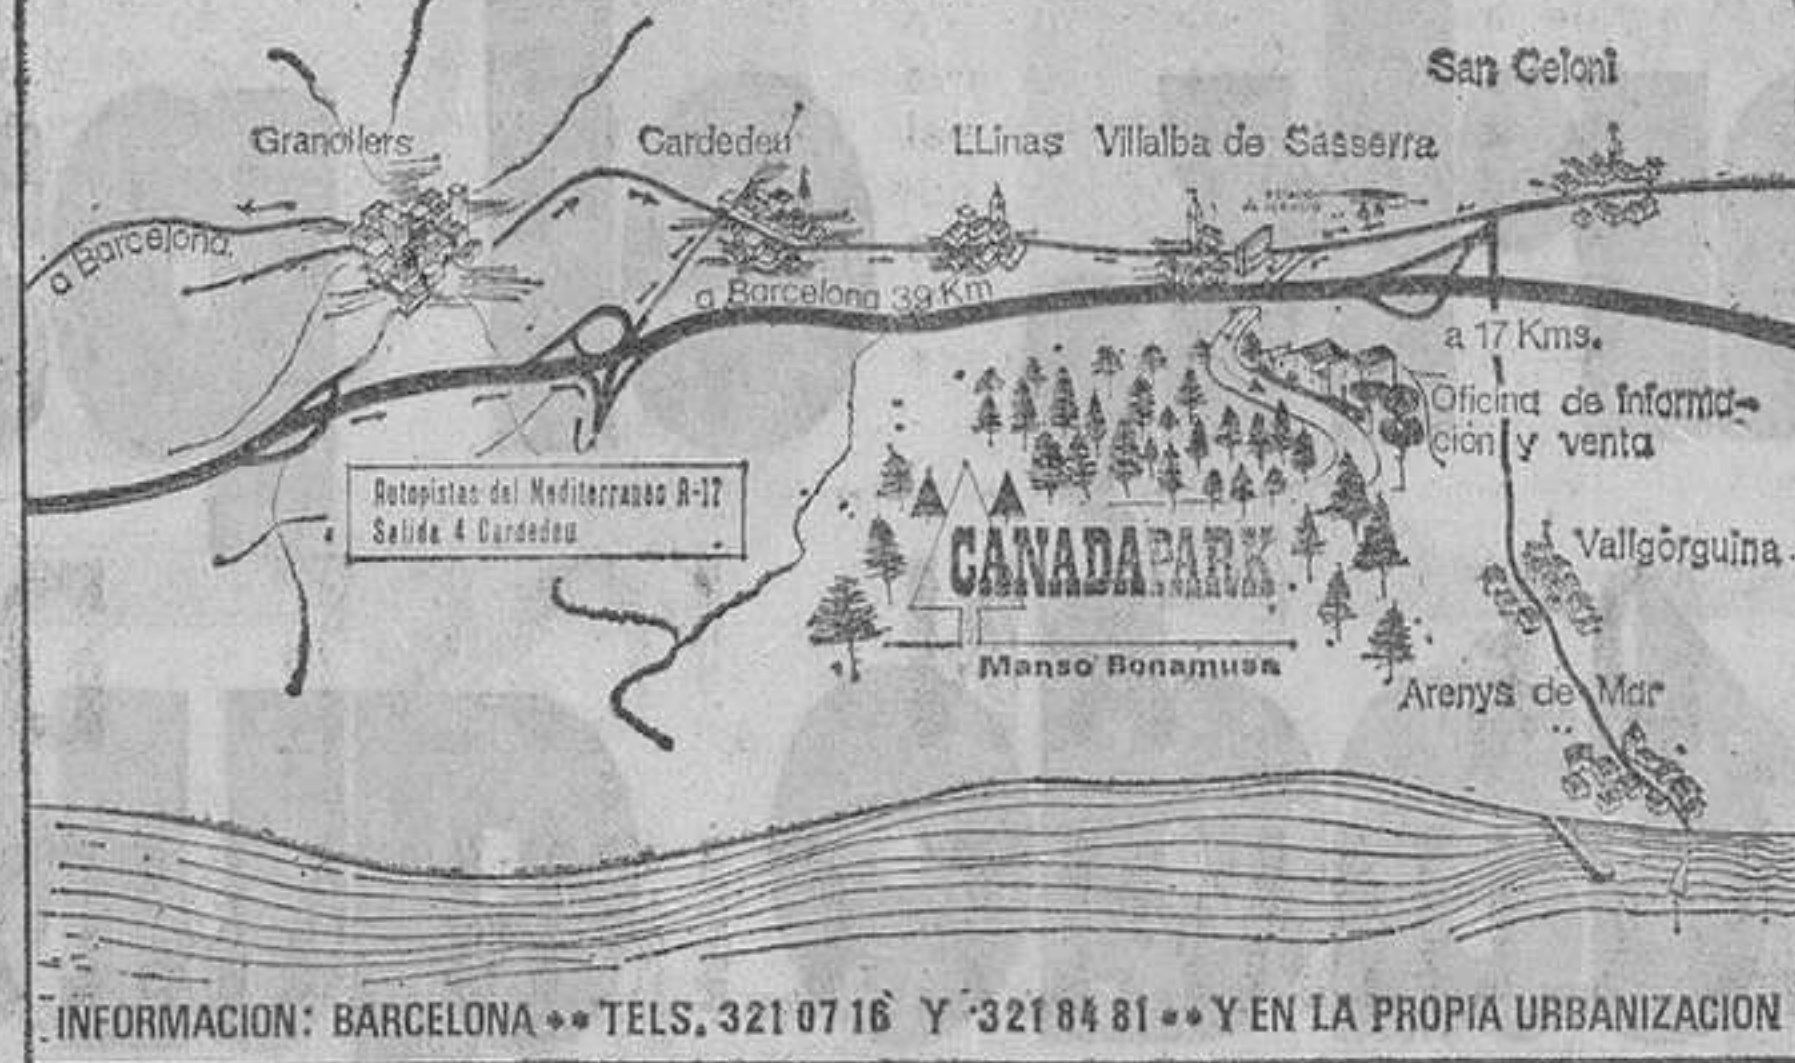 San Celoni
Granollers
Cardedeu
LLinas
Villalba de Sasserra
a Barcelona.
a Barcelona 39 Km
a 17 Kms.
Oficina de informa-
ción y venta
Autopistas del Mediterraneo A-17
Salida 4 Cardedeu
CANADAPARK
Vallgorguina
Manso Bonamusa
Arenys de Mar
INFORMACION: BARCELONA •• TELS. 321 07 16 Y 321 84 81 •• Y EN LA PROPIA URBANIZACION